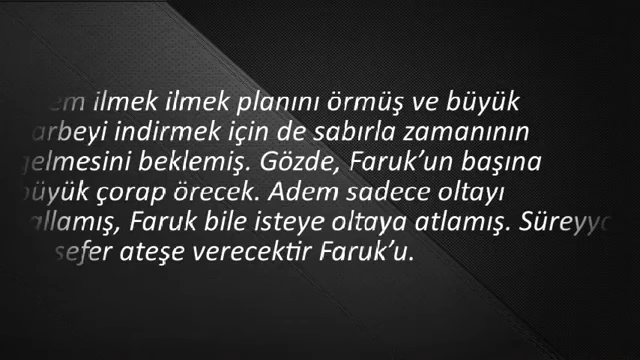 ilmek ilmek planını örmüş ve büyük
darbeyi indirmek için de sabırla zamanının
gelmesini beklemiş. Gözde, Faruk'un başına
büyük çorap örecek. Adem sadece oltayı
sallamış, Faruk bile isteye oltaya atlamış. Süreyya
sefer ateşe verecektir Faruk'u.